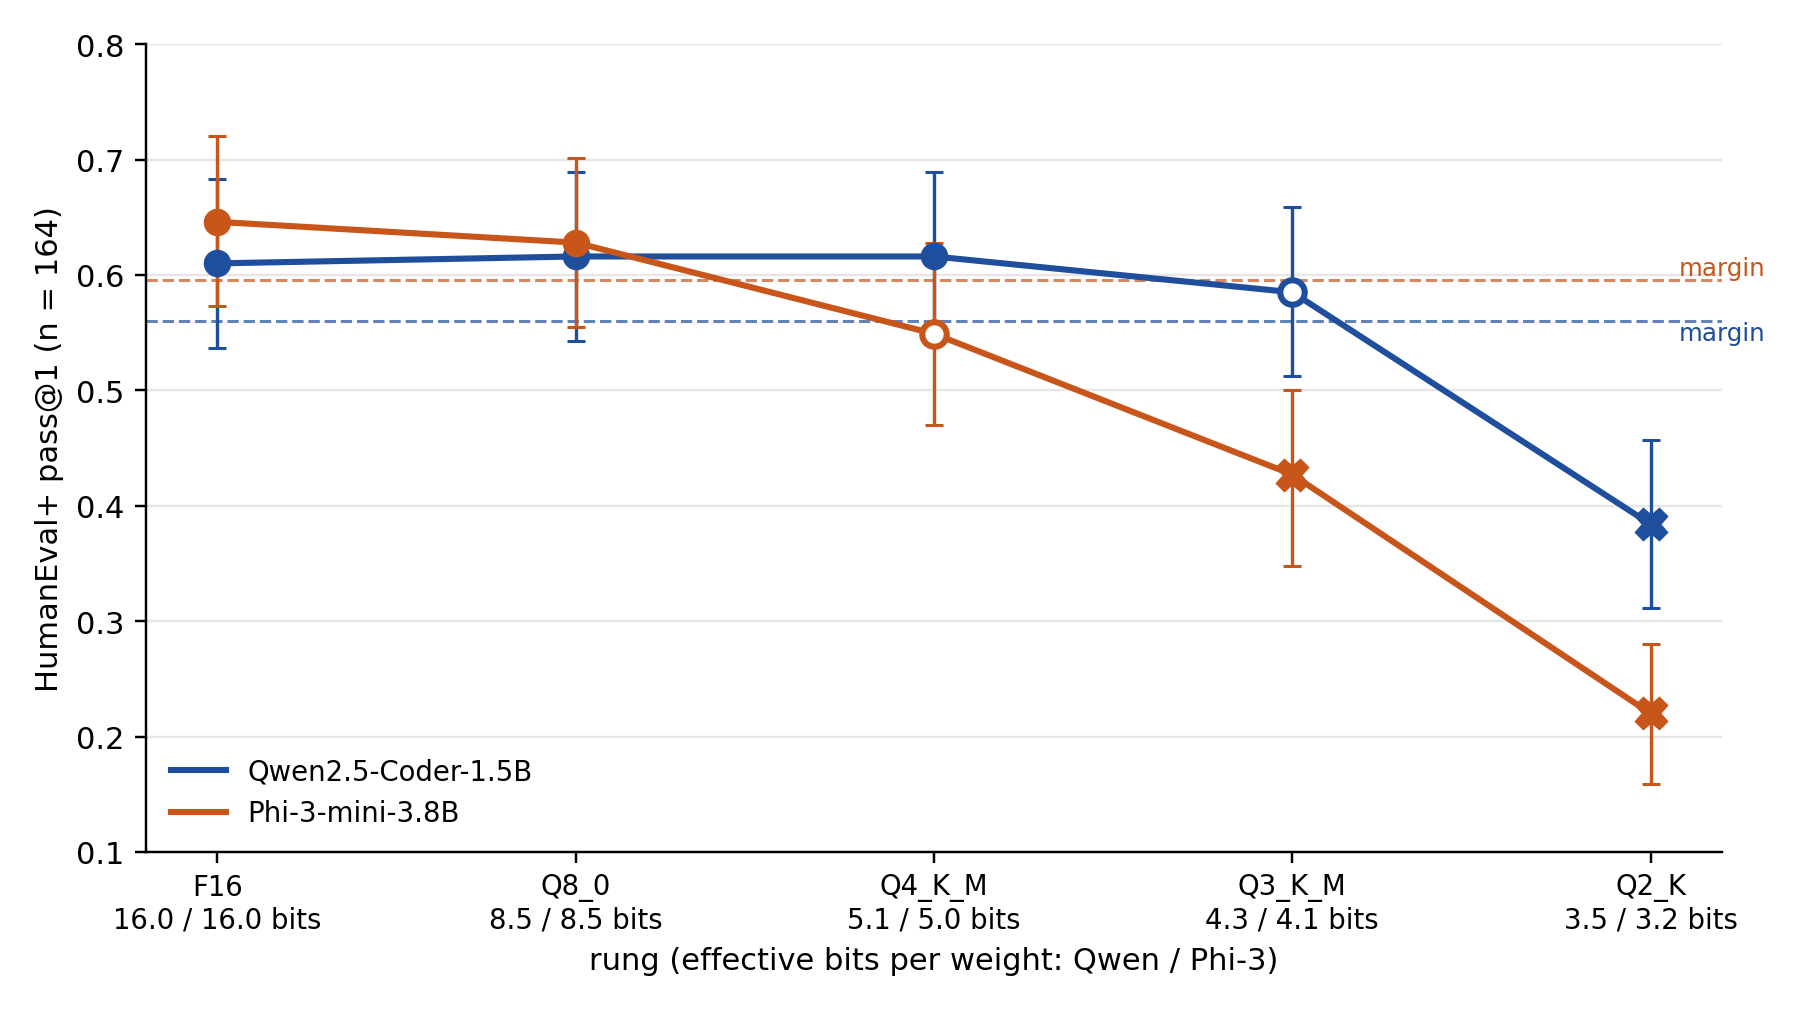 HumanEval+ pass@1 (n = 164)
0.8
0.7
0.6
0.5
0.4
0.3
0.2
0.1
margin
margin
Qwen2.5-Coder-1.5B
Phi-3-mini-3.8B
F16
16.0 / 16.0 bits
Q8_0
8.5 / 8.5 bits
Q4_K_M
5.1 / 5.0 bits
Q3_K_M
4.3 / 4.1 bits
Q2_K
3.5 / 3.2 bits
rung (effective bits per weight: Qwen / Phi-3)